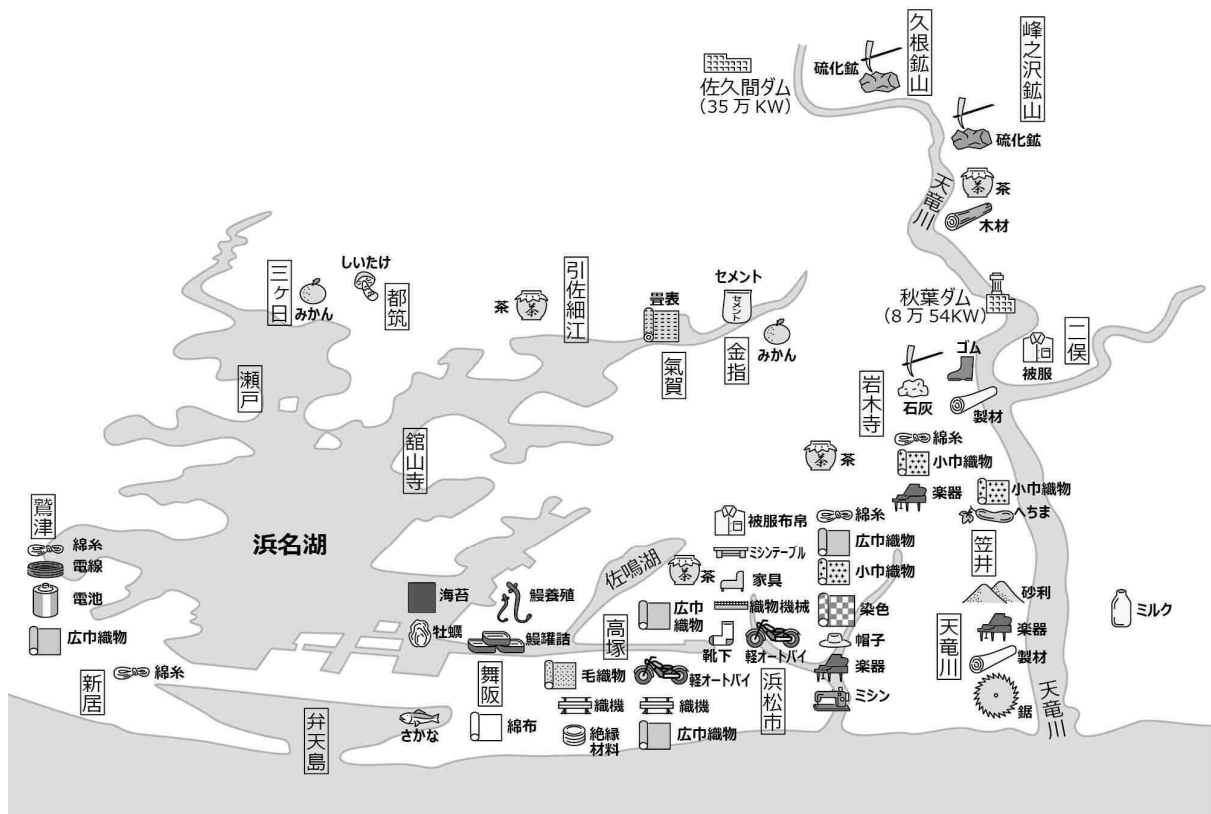 久根鉱山
硫化鉱
佐久間ダム
(35 万 KW)
峰之沢鉱山
硫化鉱
茶
天竜川
木材
三ヶ日
みかん
しいたけ
都筑
茶
引佐細江
畳表
氣賀
セメント
セメント
金指
みかん
秋葉ダム
(8 万 54KW)
二俣
被服
ゴム
石灰
製材
岩木寺
瀬戸
舘山寺
茶
茶
綿糸
小巾織物
楽器
小巾織物
へちま
笠井
鷲津
綿糸
電線
電池
広巾織物
浜名湖
佐鳴湖
海苔
牡蠣
鰻養殖
鰻罐詰
茶
被服布帛
ミシンテーブル
家具
織物機械
靴下
軽オートバイ
綿糸
広巾織物
小巾織物
染色
帽子
楽器
ミシン
浜松市
砂利
楽器
製材
鋸
天竜川
天竜川
ミルク
新居
綿糸
弁天島
さかな
舞阪
綿布
高塚
広巾
織物
毛織物
軽オートバイ
織機
織機
絶縁
材料
広巾織物